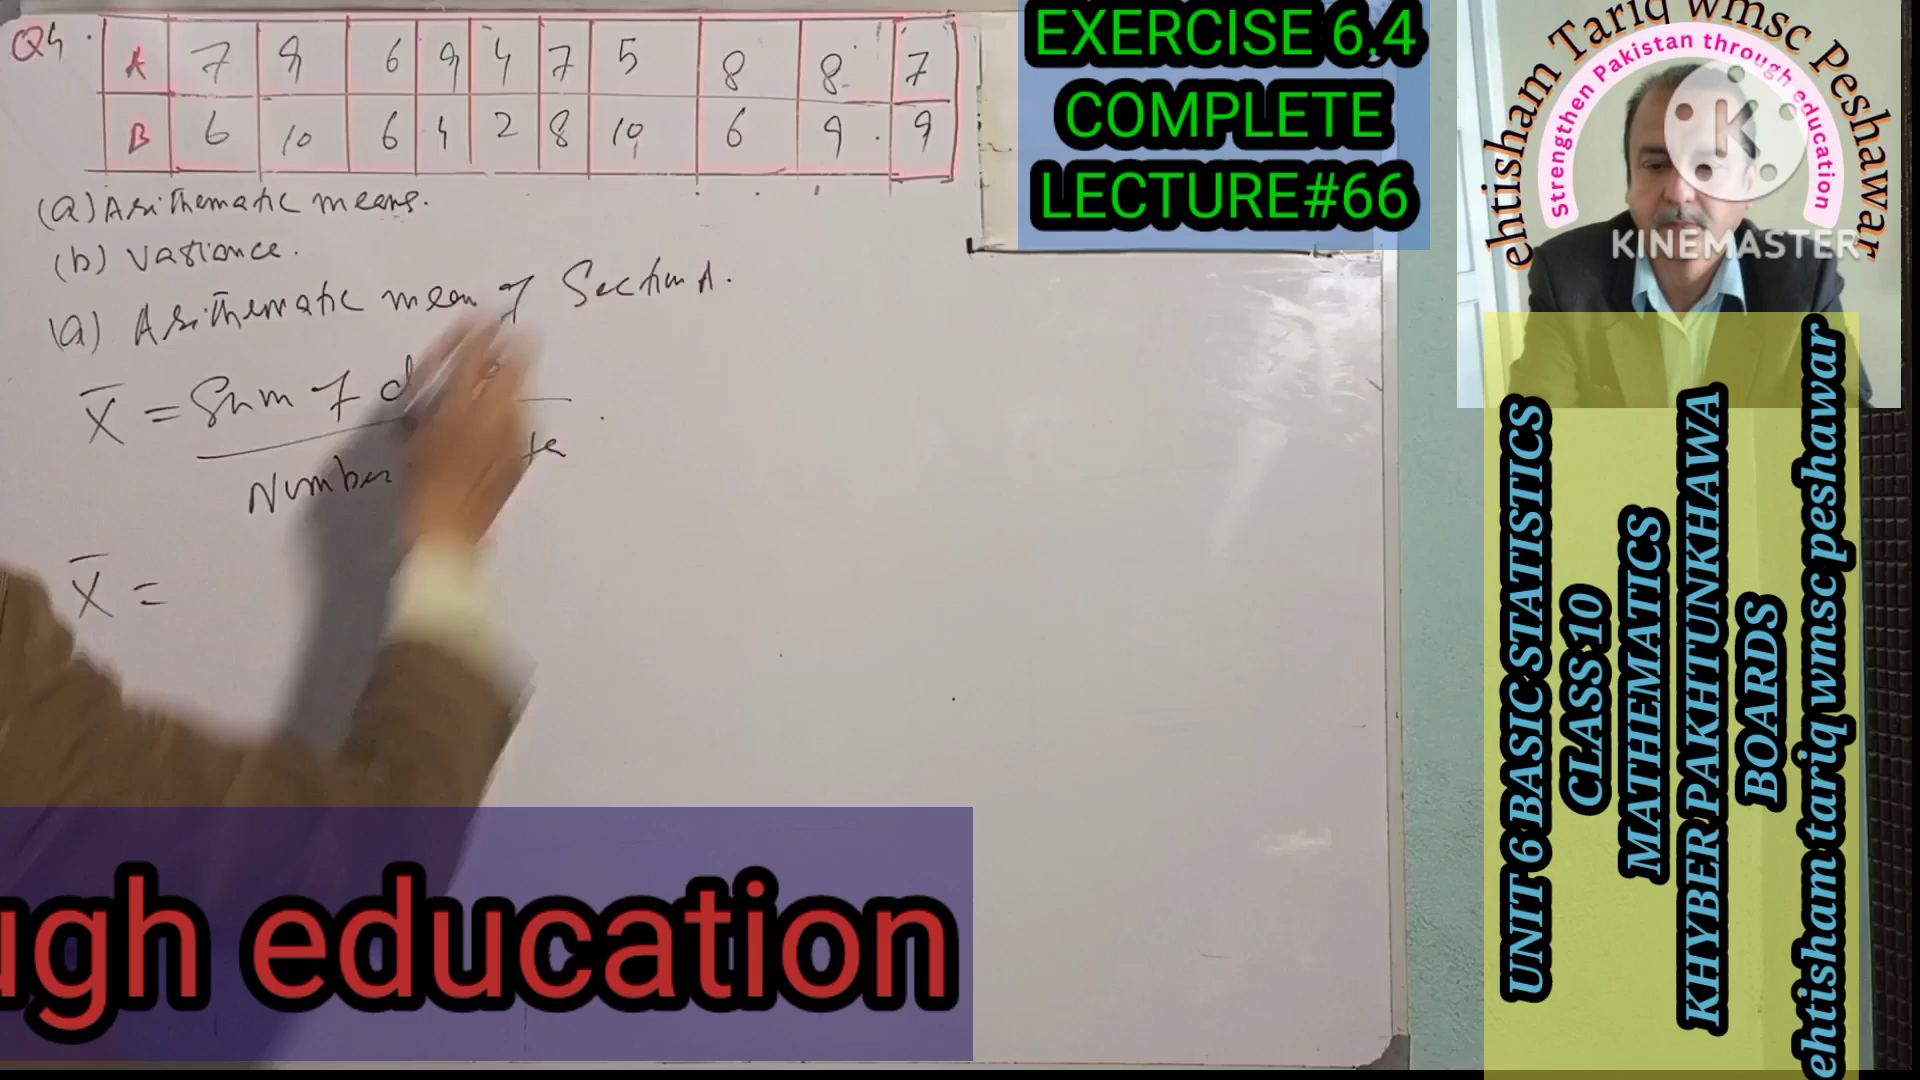 Q4. A 7 9 6 9 4 7 5 8 8 7
B 6 10 6 4 2 8 10 6 9 9
(a) Arithematic means.
(b) Variance.
(a) Arithematic mean of Section A.
X̄ = Sum of
Number
X̄ =
ugh education
EXERCISE 6.4
COMPLETE
LECTURE#66
ehtisham Tariq wmsc Peshawar
Strengthen Pakistan through education
K
KINEMASTER
UNIT 6 BASIC STATISTICS
CLASS 10
MATHEMATICS
KHYBER PAKHTUNKHAWA
BOARDS
ehtisham tariq wmsc peshawar